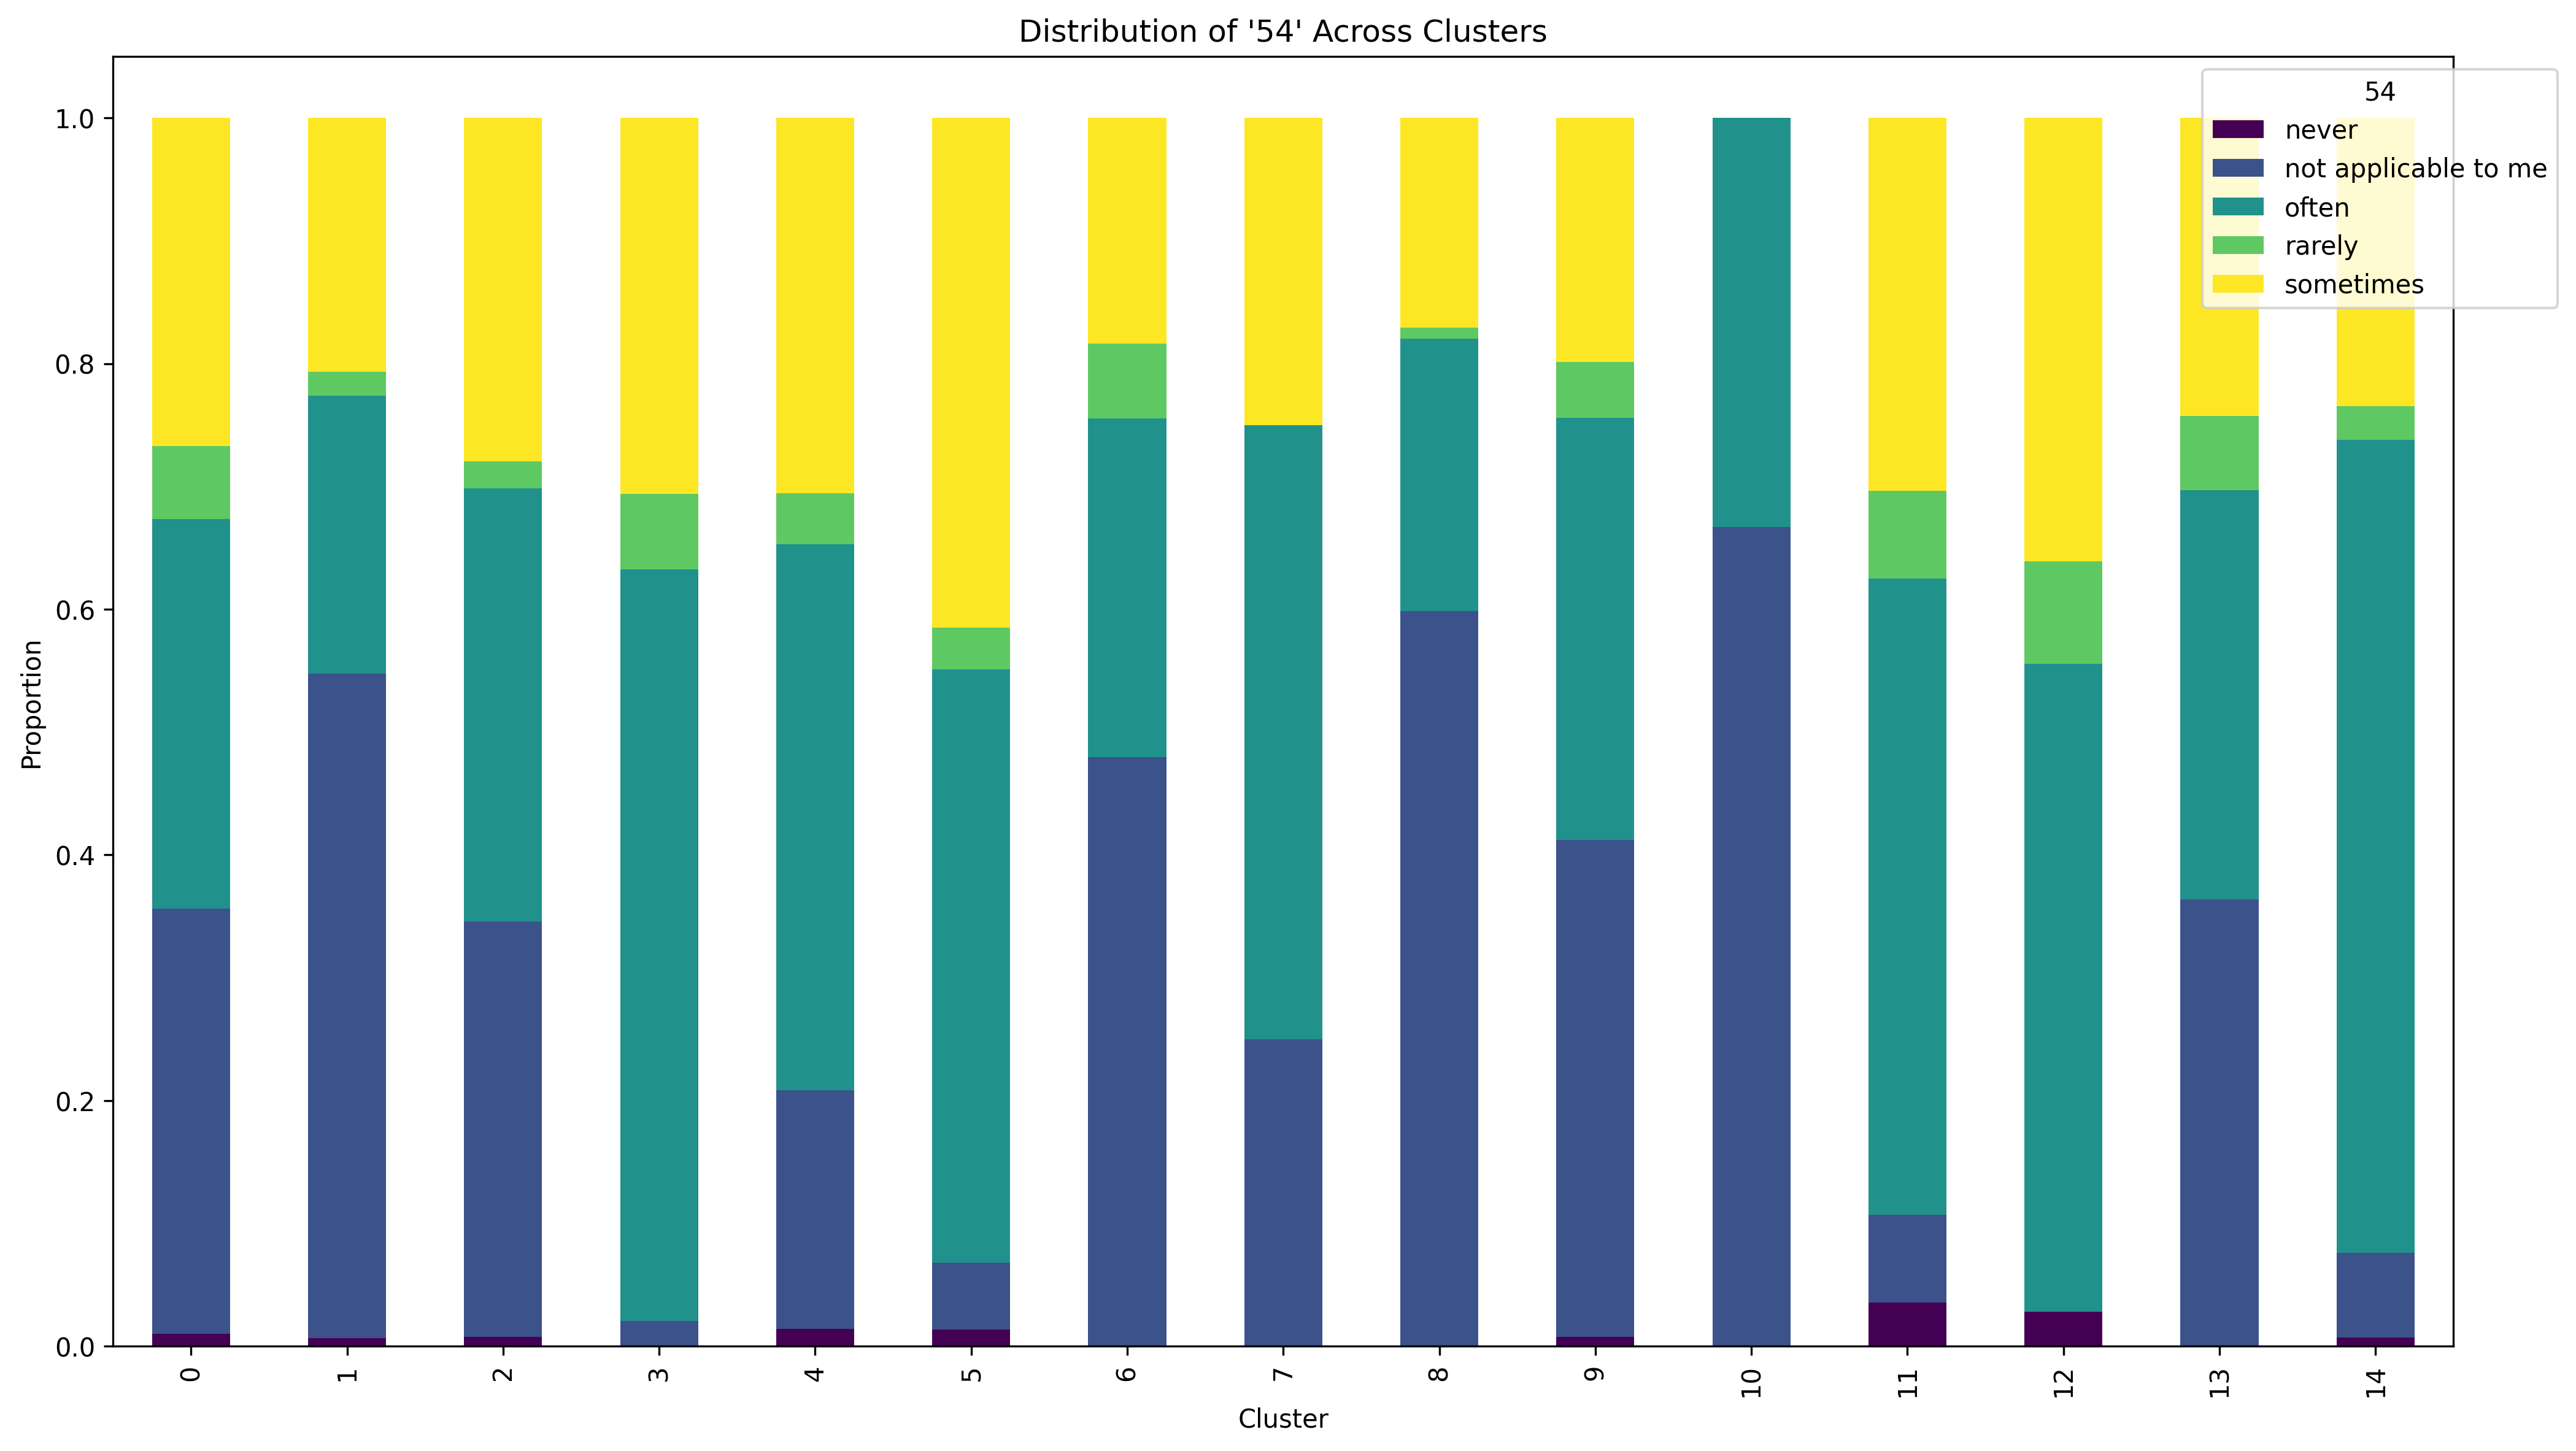 Distribution of '54' Across Clusters
54
never
not applicable to me
often
rarely
sometimes
1.0
0.8
0.6
0.4
0.2
0.0
Proportion
0 1 2 3 4 5 6 7 8 9 10 11 12 13 14
Cluster